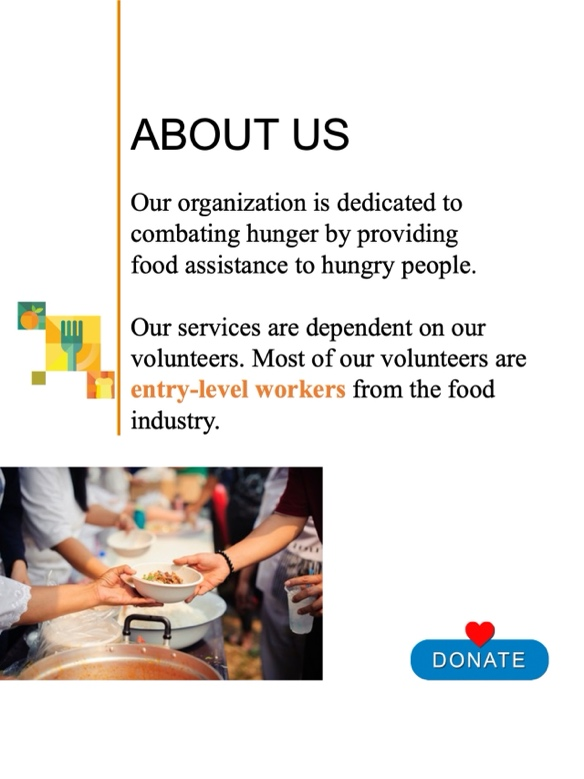 ABOUT US
Our organization is dedicated to
combating hunger by providing
food assistance to hungry people.
Our services are dependent on our
volunteers. Most of our volunteers are
entry-level workers from the food
industry.
DONATE